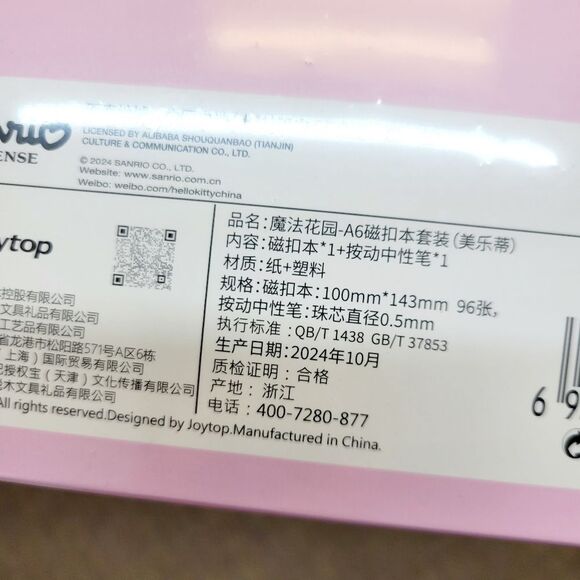 ENSE
LICENSED BY ALIBABA SHOUQUANBAO (TIANJIN)
CULTURE & COMMUNICATION CO., LTD.
© 2024 SANRIO CO., LTD.
Website: www.sanrio.com.cn
Weibo: weibo.com/hellokittychina
ytop
控股有限公司
文具礼品有限公司
工艺品有限公司
省龙港市松阳路571号A区6栋
（上海）国际贸易有限公司
授权宝（天津）文化传播有限公司
木文具礼品有限公司
All rights reserved.Designed by Joytop.Manufactured in China.
品名：魔法花园-A6磁扣本套装（美乐蒂）
内容：磁扣本*1+按动中性笔*1
材质：纸+塑料
规格：磁扣本：100mm*143mm 96张，
按动中性笔：珠芯直径0.5mm
执行标准：QB/T 1438 GB/T 37853
生产日期：2024年10月
质检证明：合格
产地：浙江
电话：400-7280-877
6 9